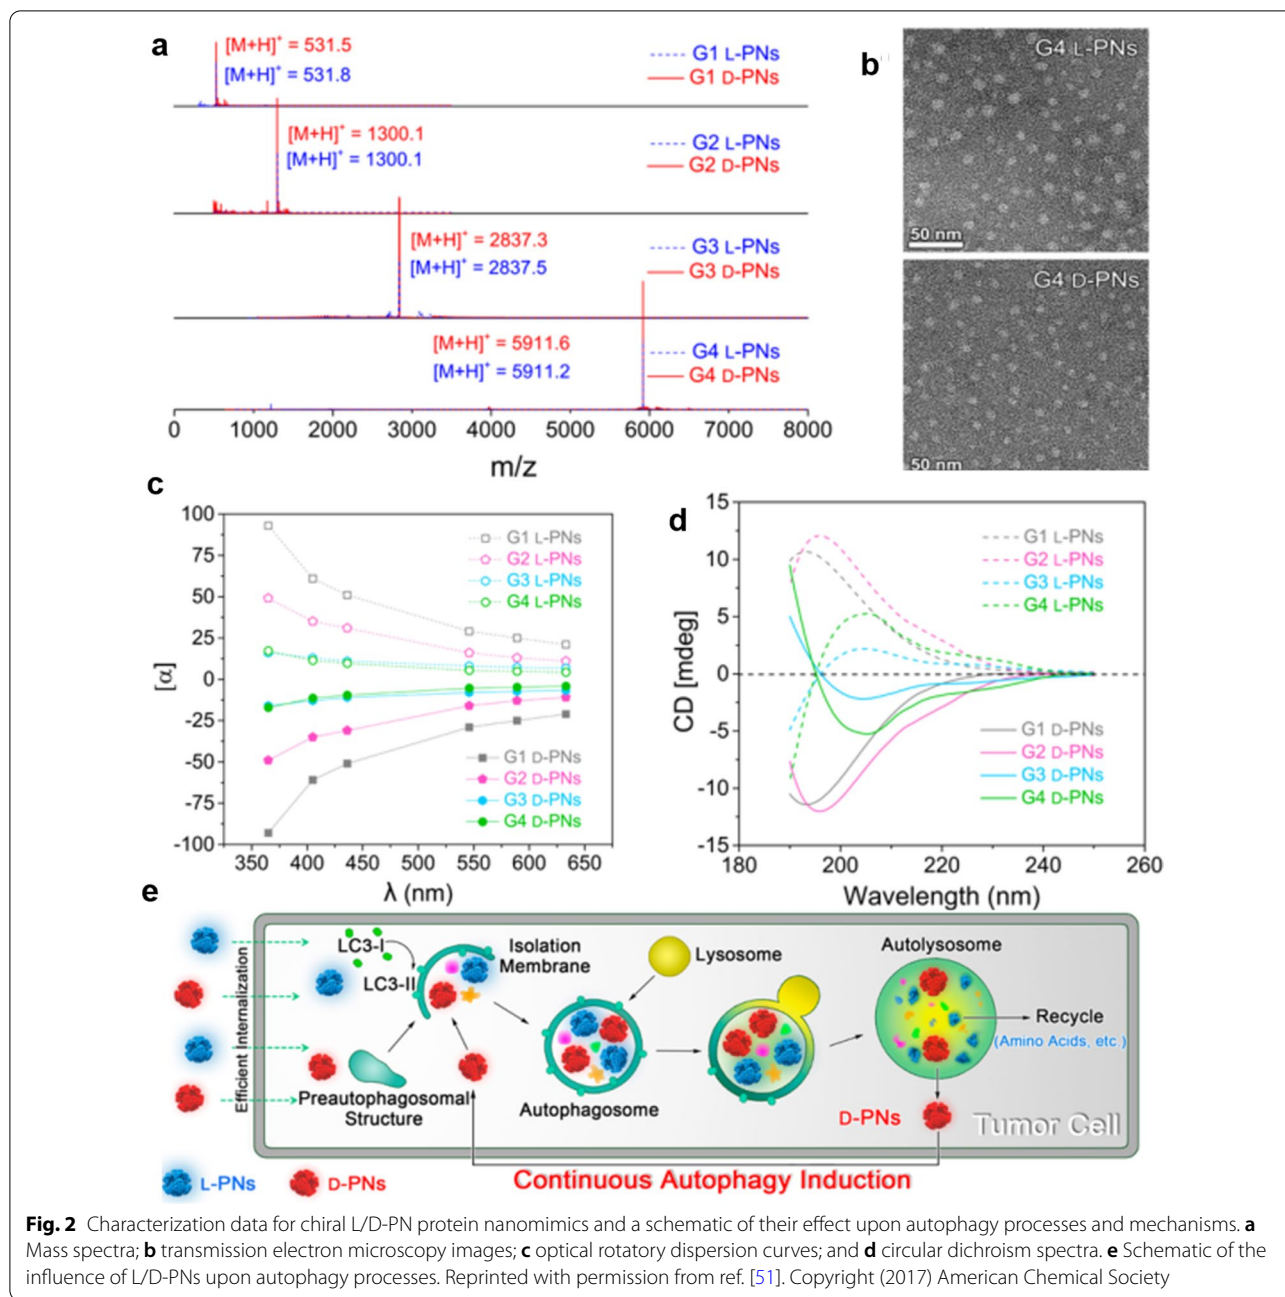 a
[M+H]⁺ = 531.5
[M+H]⁺ = 531.8
G1 L-PNs
G1 D-PNs
[M+H]⁺ = 1300.1
[M+H]⁺ = 1300.1
G2 L-PNs
G2 D-PNs
[M+H]⁺ = 2837.3
[M+H]⁺ = 2837.5
G3 L-PNs
G3 D-PNs
[M+H]⁺ = 5911.6
[M+H]⁺ = 5911.2
G4 L-PNs
G4 D-PNs
0 1000 2000 3000 4000 5000 6000 7000 8000
m/z
b
G4 L-PNs
50 nm
G4 D-PNs
50 nm
c
100
75
50
25
0
-25
-50
-75
-100
[α]
G1 L-PNs
G2 L-PNs
G3 L-PNs
G4 L-PNs
G1 D-PNs
G2 D-PNs
G3 D-PNs
G4 D-PNs
350 400 450 500 550 600 650
λ (nm)
d
15
10
5
0
-5
-10
-15
CD [mdeg]
G1 L-PNs
G2 L-PNs
G3 L-PNs
G4 L-PNs
G1 D-PNs
G2 D-PNs
G3 D-PNs
G4 D-PNs
180 200 220 240 260
Wavelength (nm)
e
Efficient Internalization
LC3-I
LC3-II
Isolation
Membrane
Preautophagosomal
Structure
Autophagosome
Lysosome
Autolysosome
Recycle
(Amino Acids, etc.)
D-PNs
Tumor Cell
Continuous Autophagy Induction
L-PNs
D-PNs
Fig. 2 Characterization data for chiral L/D-PN protein nanomimics and a schematic of their effect upon autophagy processes and mechanisms. a
Mass spectra; b transmission electron microscopy images; c optical rotatory dispersion curves; and d circular dichroism spectra. e Schematic of the
influence of L/D-PNs upon autophagy processes. Reprinted with permission from ref. [51]. Copyright (2017) American Chemical Society